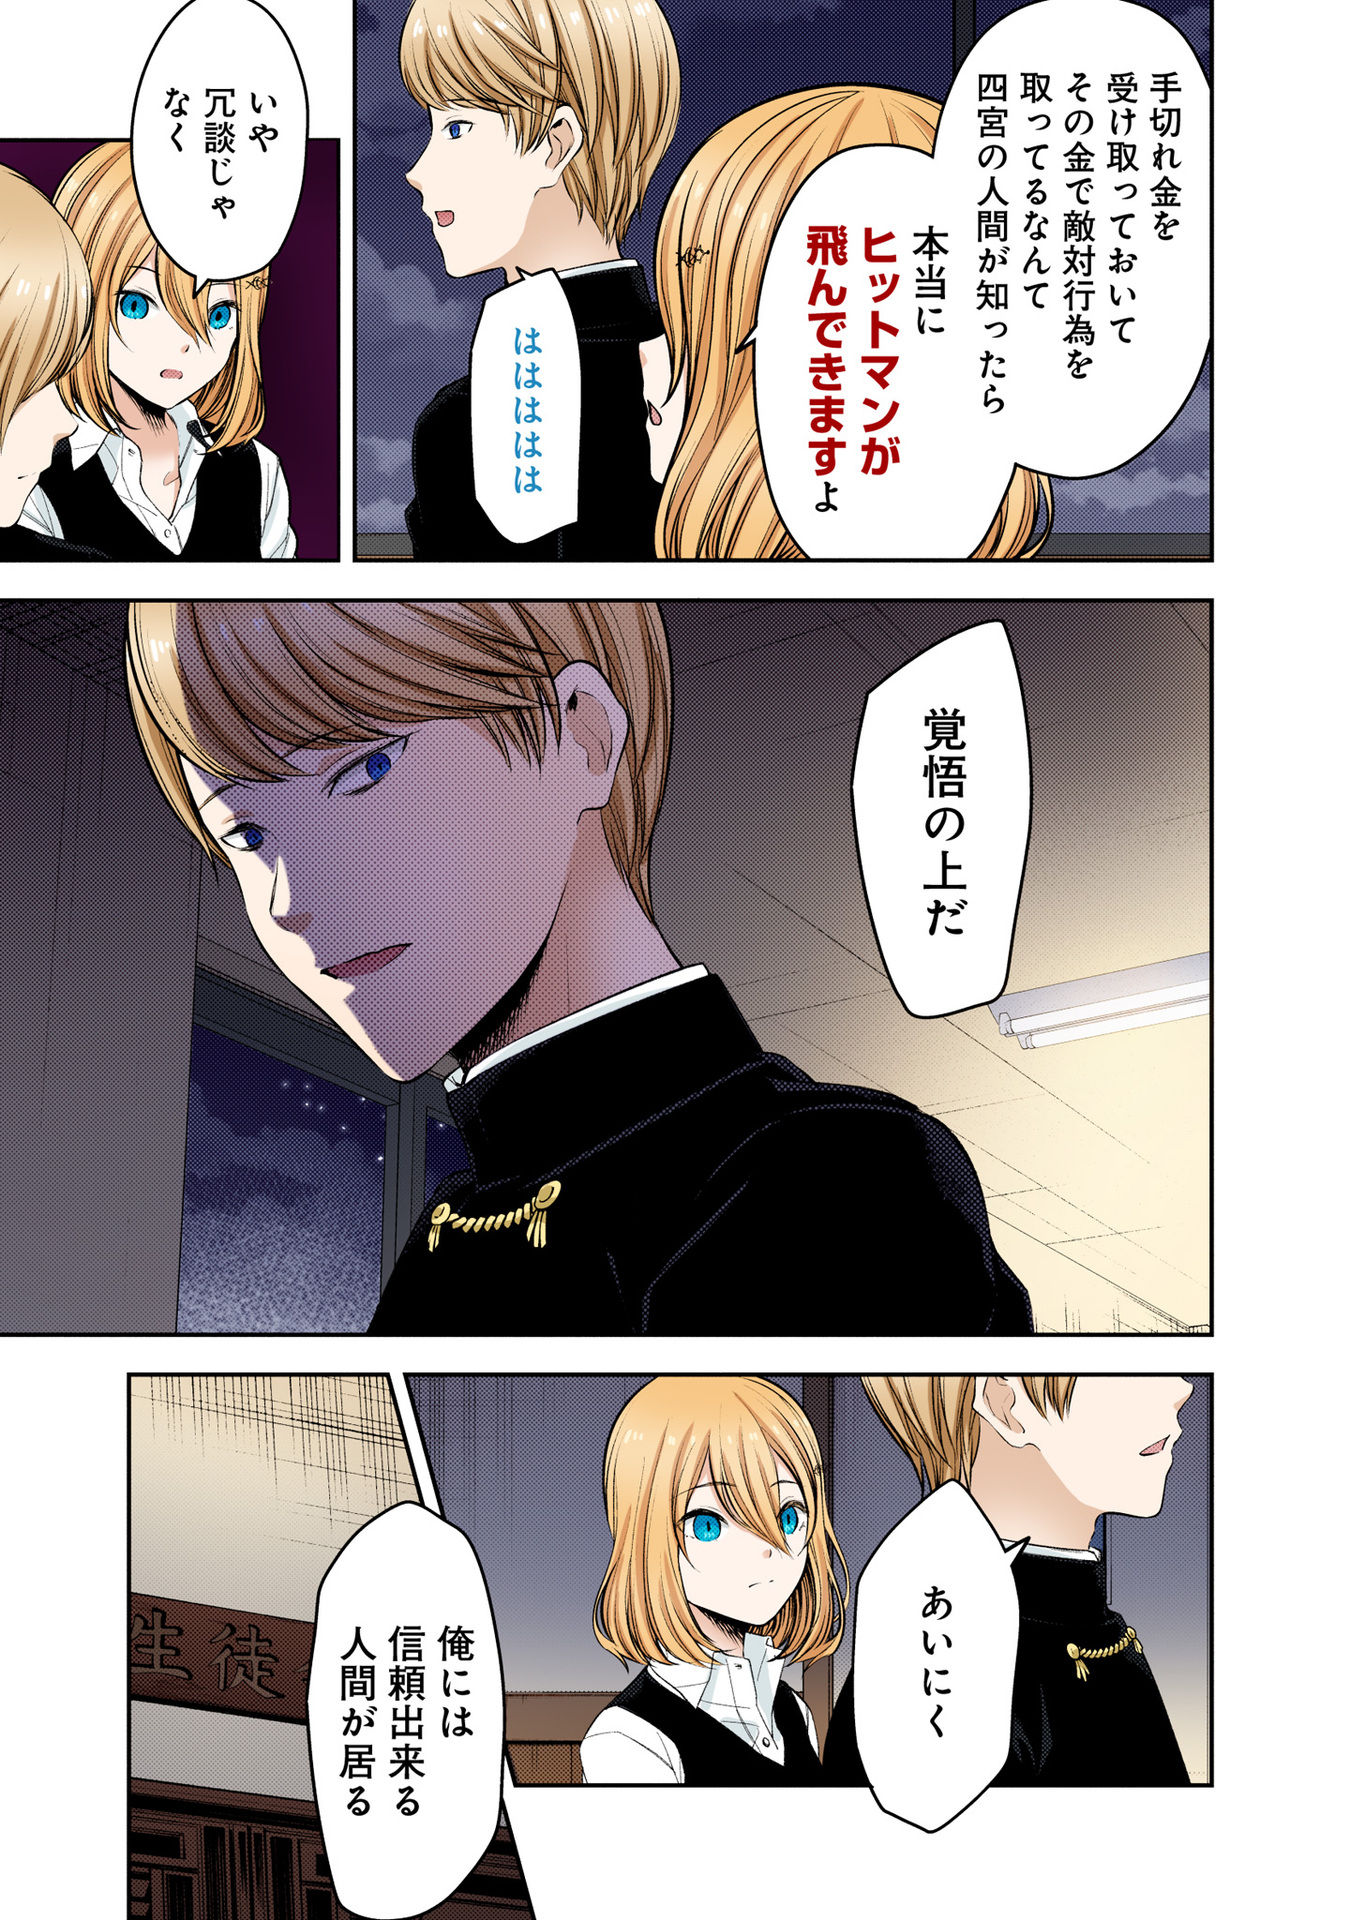 手切れ金を
受け取っておいて
その金で敵対行為を
取ってるなんて
四宮の人間が知ったら
本当に
ヒットマンが
飛んできますよ
はははははは
いや
冗談じゃ
なく
覚悟の上だ
あいにく
俺には
信頼出来る
人間が居る
生徒